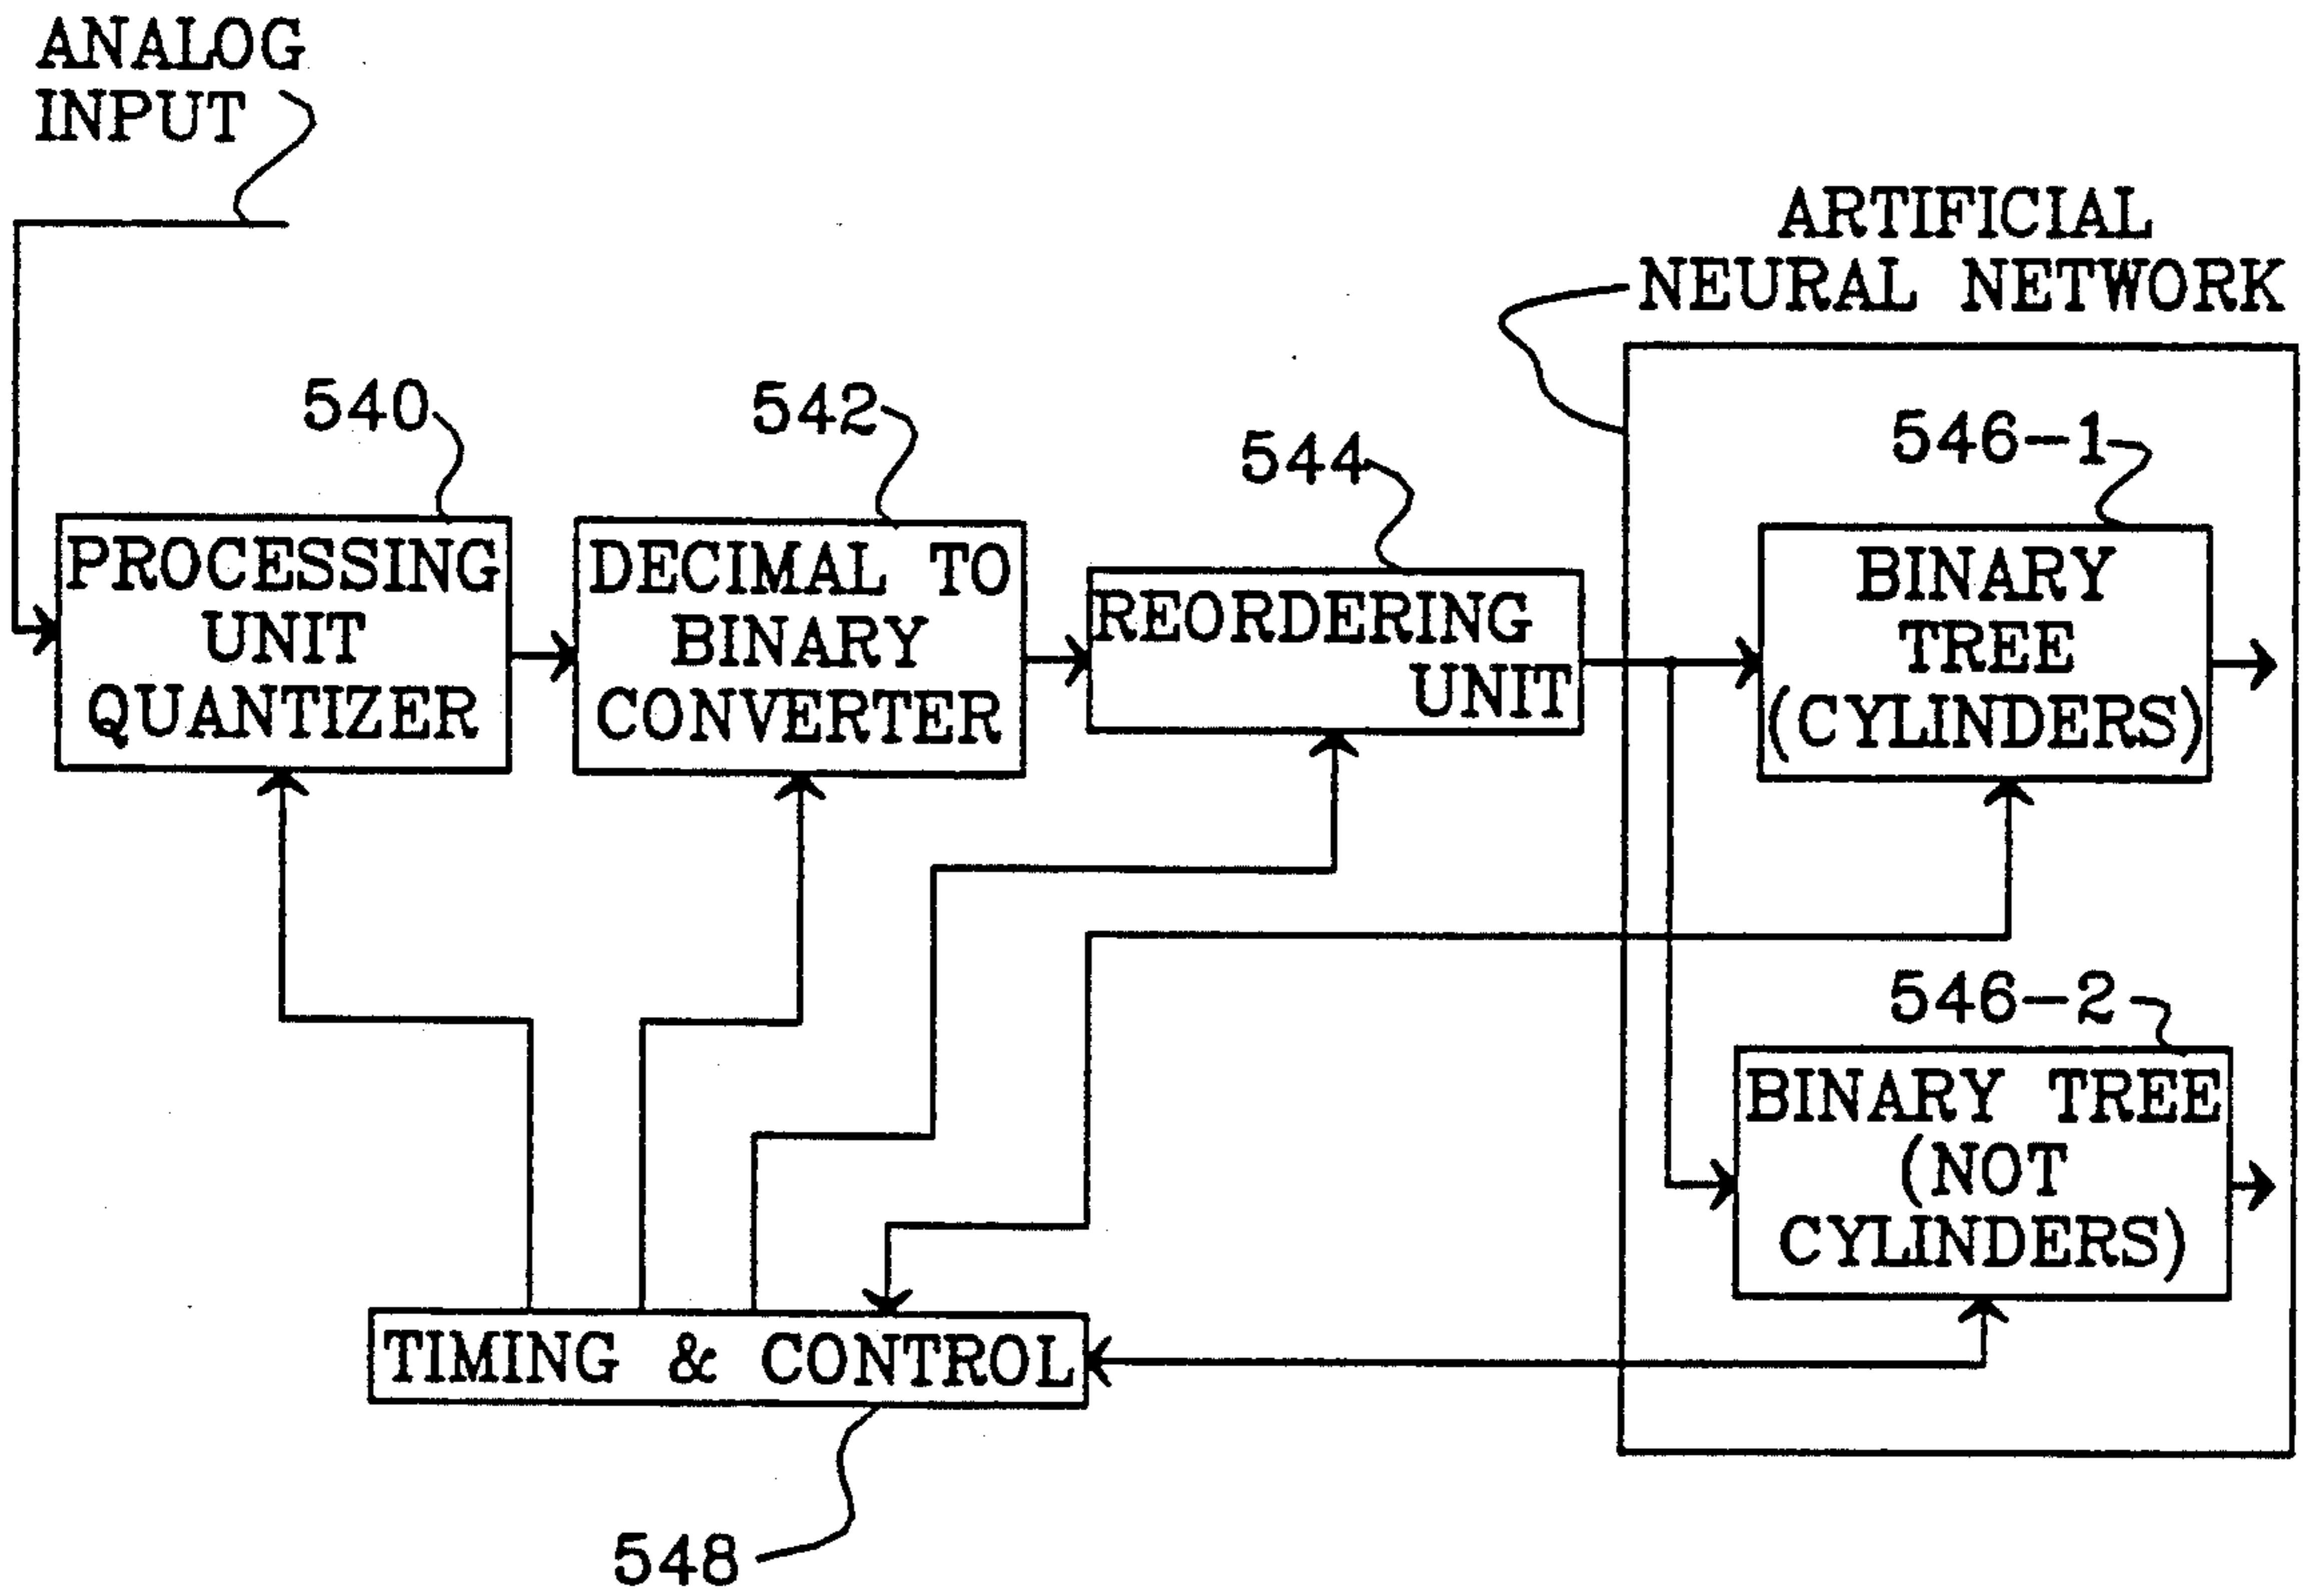 ANALOG
INPUT
ARTIFICIAL
NEURAL NETWORK
540
542
544
546-1
PROCESSING
UNIT
QUANTIZER
DECIMAL TO
BINARY
CONVERTER
REORDERING
UNIT
BINARY
TREE
(CYLINDERS)
546-2
BINARY TREE
(NOT
CYLINDERS)
TIMING & CONTROL
548